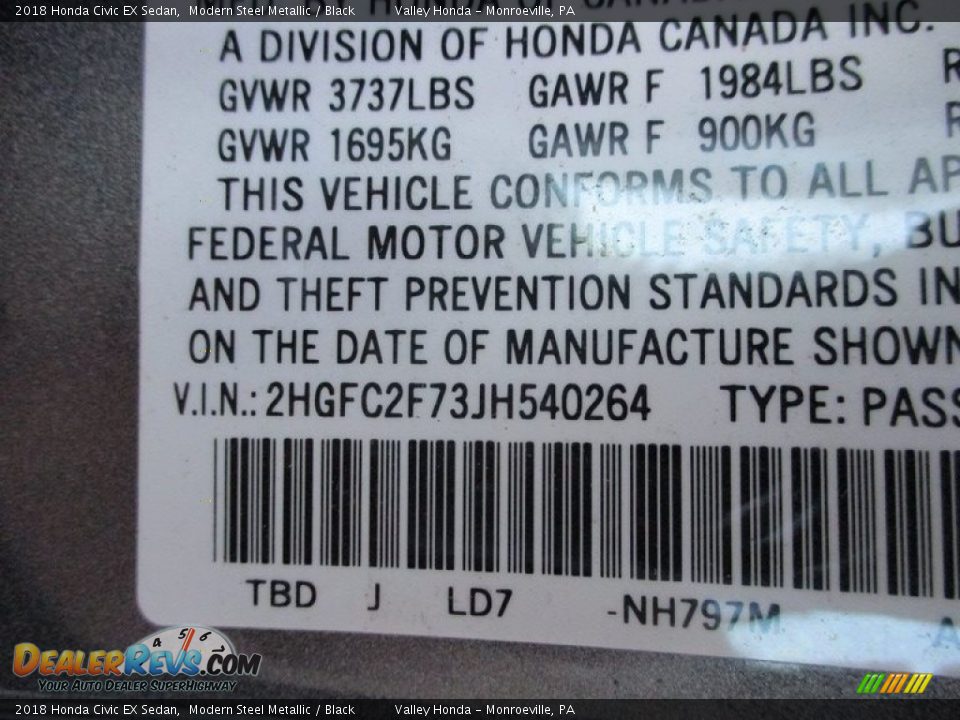 2018 Honda Civic EX Sedan, Modern Steel Metallic / Black Valley Honda - Monroeville, PA
A DIVISION OF HONDA CANADA INC.
GVWR 3737LBS GAWR F 1984LBS R
GVWR 1695KG GAWR F 900KG R
THIS VEHICLE CONFORMS TO ALL AP
FEDERAL MOTOR VEHICLE SAFETY, BU
AND THEFT PREVENTION STANDARDS IN
ON THE DATE OF MANUFACTURE SHOWN
V.I.N.: 2HGFC2F73JH540264 TYPE: PASS
TBD J LD7 -NH797M A
4 5 6
DEALERREVS.COM
YOUR AUTO DEALER SUPERHIGHWAY
2018 Honda Civic EX Sedan, Modern Steel Metallic / Black Valley Honda - Monroeville, PA